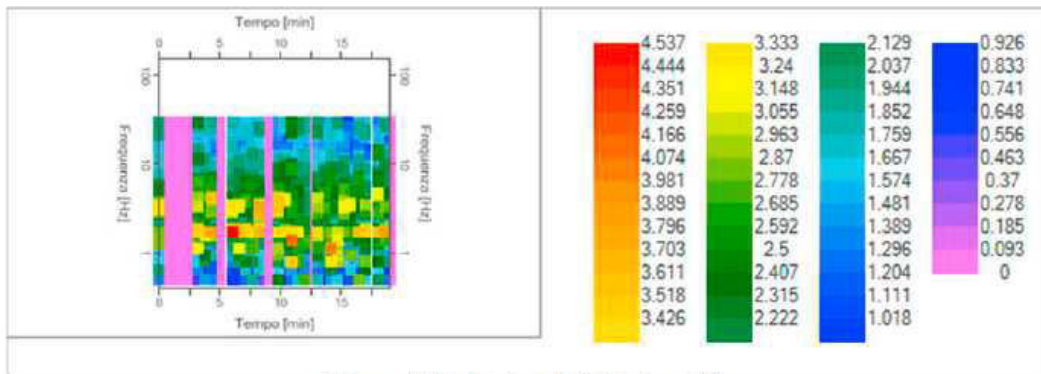 Tempo [min]
0 5 10 15
100 100
Frequenza [Hz] Frequenza [Hz]
10 10
1 1
0 5 10 15
Tempo [min]
4.537 3.333 2.129 0.926
4.444 3.24 2.037 0.833
4.351 3.148 1.944 0.741
4.259 3.055 1.852 0.648
4.166 2.963 1.759 0.556
4.074 2.87 1.667 0.463
3.981 2.778 1.574 0.37
3.889 2.685 1.481 0.278
3.796 2.592 1.389 0.185
3.703 2.5 1.296 0.093
3.611 2.407 1.204 0
3.518 2.315 1.111
3.426 2.222 1.018